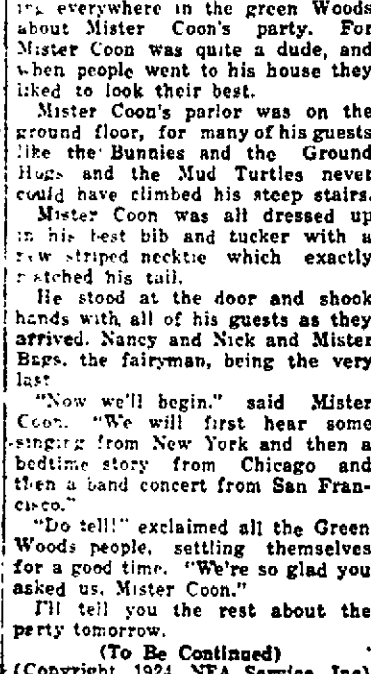 everywhere in the green Woods
about Mister Coon's party. For
Mister Coon was quite a dude, and
when people went to his house they
liked to look their best.
Mister Coon's parlor was on the
ground floor, for many of his guests
like the Bunnies and the Ground
Hogs and the Mud Turtles never
could have climbed his steep stairs.
Mister Coon was all dressed up
in his best bib and tucker with a
new striped necktie which exactly
matched his tail.
He stood at the door and shook
hands with all of his guests as they
arrived. Nancy and Nick and Mister
Bags, the fairyman, being the very
last
"Now we'll begin." said Mister
Coon. "We will first hear some
singing from New York and then a
bedtime story from Chicago and
then a band concert from San Fran-
cisco."
"Do tell!" exclaimed all the Green
Woods people, settling themselves
for a good time. "We're so glad you
asked us, Mister Coon."
I'll tell you the rest about the
party tomorrow.
(To Be Continued)
(Copyright, 1924, NEA Service, Inc)